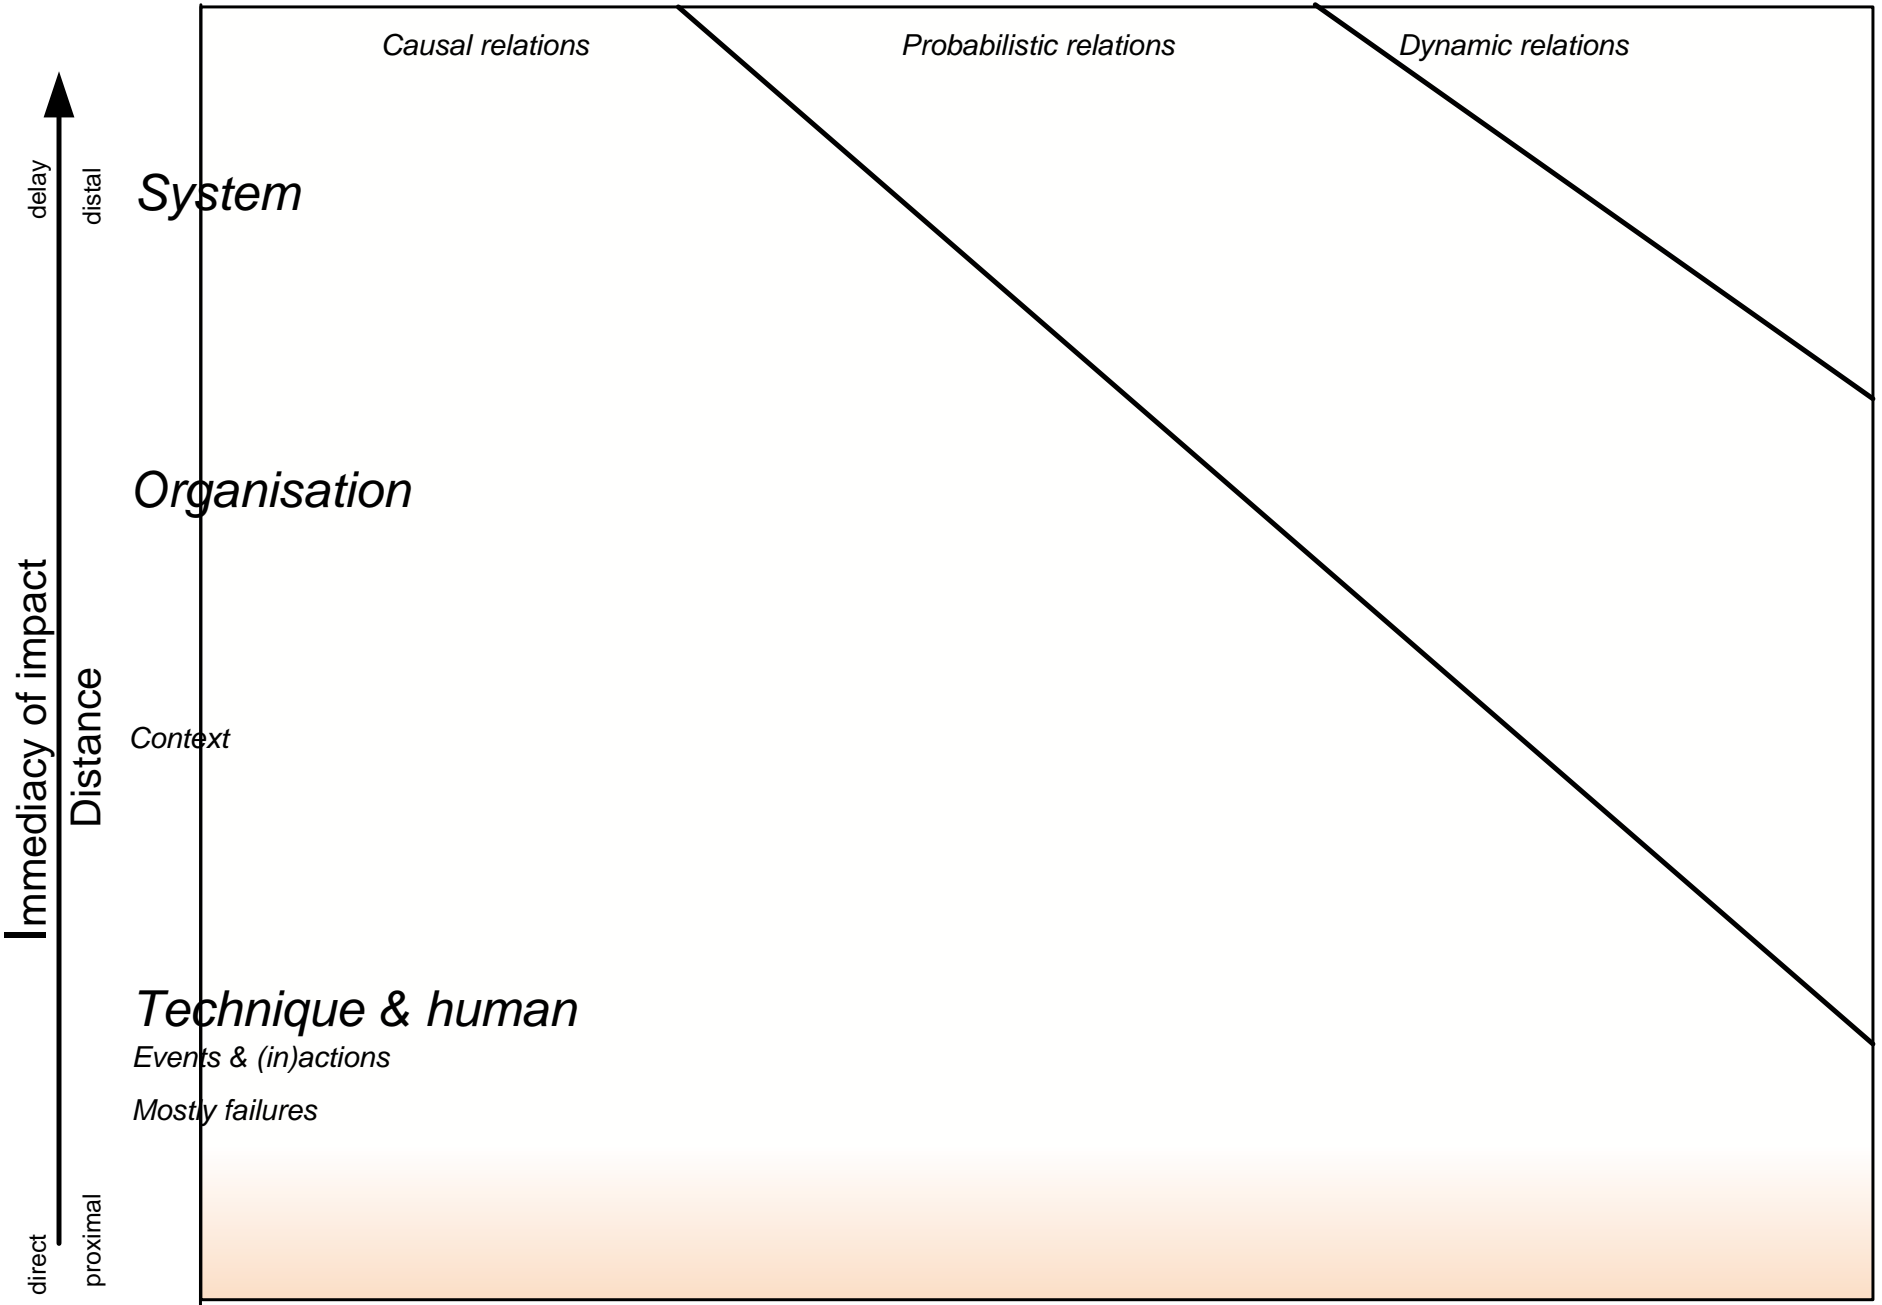 Causal relations
Probabilistic relations
Dynamic relations
delay
distal
System
Organisation
Immediacy of impact
Distance
Context
Technique & human
Events & (in)actions
Mostly failures
direct
proximal